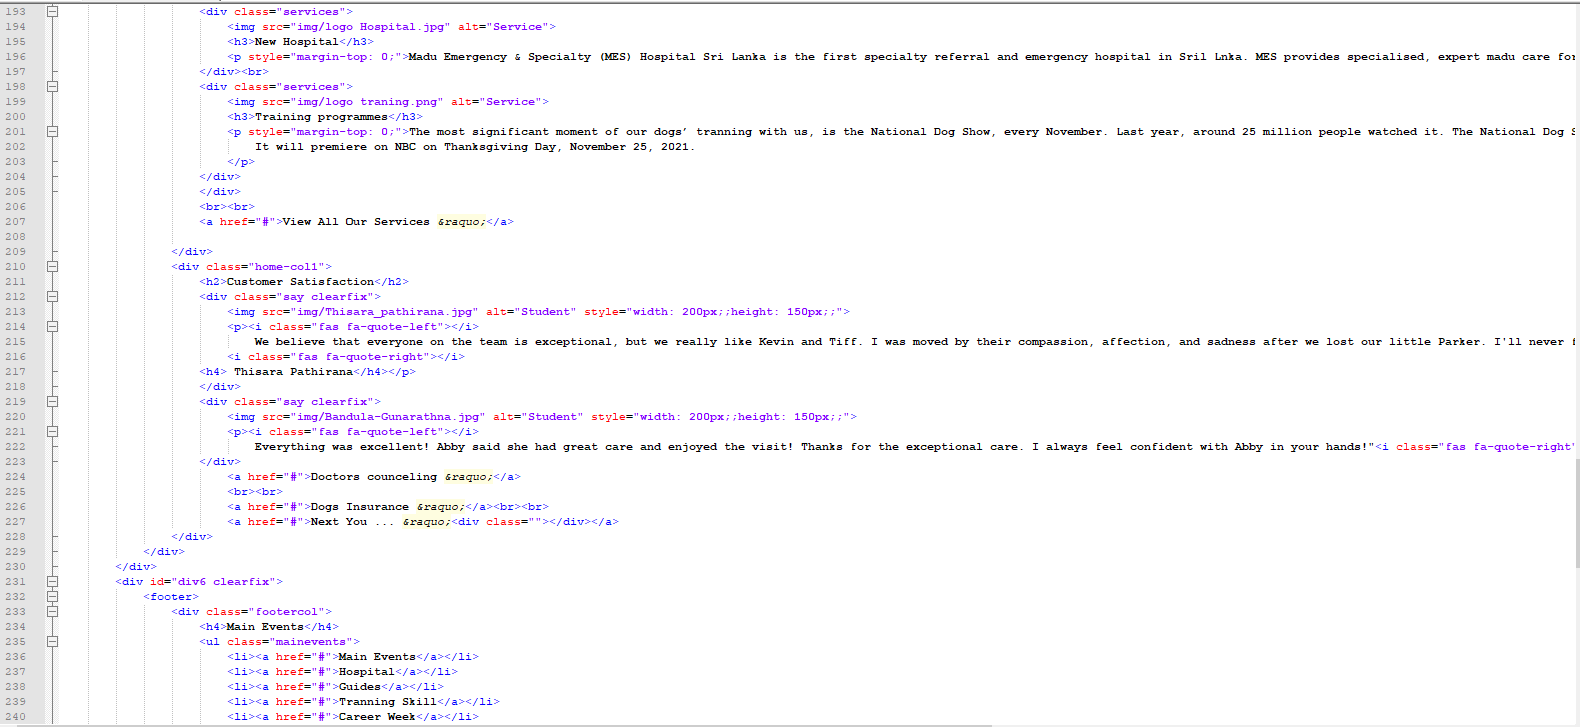 193 <div class="services">
194 <img src="img/logo Hospital.jpg" alt="Service">
195 <h3>New Hospital</h3>
196 <p style="margin-top: 0;">Madu Emergency & Specialty (MES) Hospital Sri Lanka is the first specialty referral and emergency hospital in Sril Lnka. MES provides specialised, expert madu care for
197 </div><br>
198 <div class="services">
199 <img src="img/logo traning.png" alt="Service">
200 <h3>Training programmes</h3>
201 <p style="margin-top: 0;">The most significant moment of our dogs’ tranning with us, is the National Dog Show, every November. Last year, around 25 million people watched it. The National Dog S
202 It will premiere on NBC on Thanksgiving Day, November 25, 2021.
203 </p>
204 </div>
205 </div>
206 <br><br>
207 <a href="#">View All Our Services &raquo;</a>
208
209 </div>
210 <div class="home-col1">
211 <h2>Customer Satisfaction</h2>
212 <div class="say clearfix">
213 <img src="img/Thisara_pathirana.jpg" alt="Student" style="width: 200px;;height: 150px;;">
214 <p><i class="fas fa-quote-left"></i>
215 We believe that everyone on the team is exceptional, but we really like Kevin and Tiff. I was moved by their compassion, affection, and sadness after we lost our little Parker. I'll never f
216 <i class="fas fa-quote-right"></i>
217 <h4> Thisara Pathirana</h4></p>
218 </div>
219 <div class="say clearfix">
220 <img src="img/Bandula-Gunarathna.jpg" alt="Student" style="width: 200px;;height: 150px;;">
221 <p><i class="fas fa-quote-left"></i>
222 Everything was excellent! Abby said she had great care and enjoyed the visit! Thanks for the exceptional care. I always feel confident with Abby in your hands!"<i class="fas fa-quote-right"
223 </div>
224 <a href="#">Doctors counceling &raquo;</a>
225 <br><br>
226 <a href="#">Dogs Insurance &raquo;</a><br><br>
227 <a href="#">Next You ... &raquo;<div class=""></div></a>
228 </div>
229 </div>
230 </div>
231 <div id="div6 clearfix">
232 <footer>
233 <div class="footercol">
234 <h4>Main Events</h4>
235 <ul class="mainevents">
236 <li><a href="#">Main Events</a></li>
237 <li><a href="#">Hospital</a></li>
238 <li><a href="#">Guides</a></li>
239 <li><a href="#">Tranning Skill</a></li>
240 <li><a href="#">Career Week</a></li>